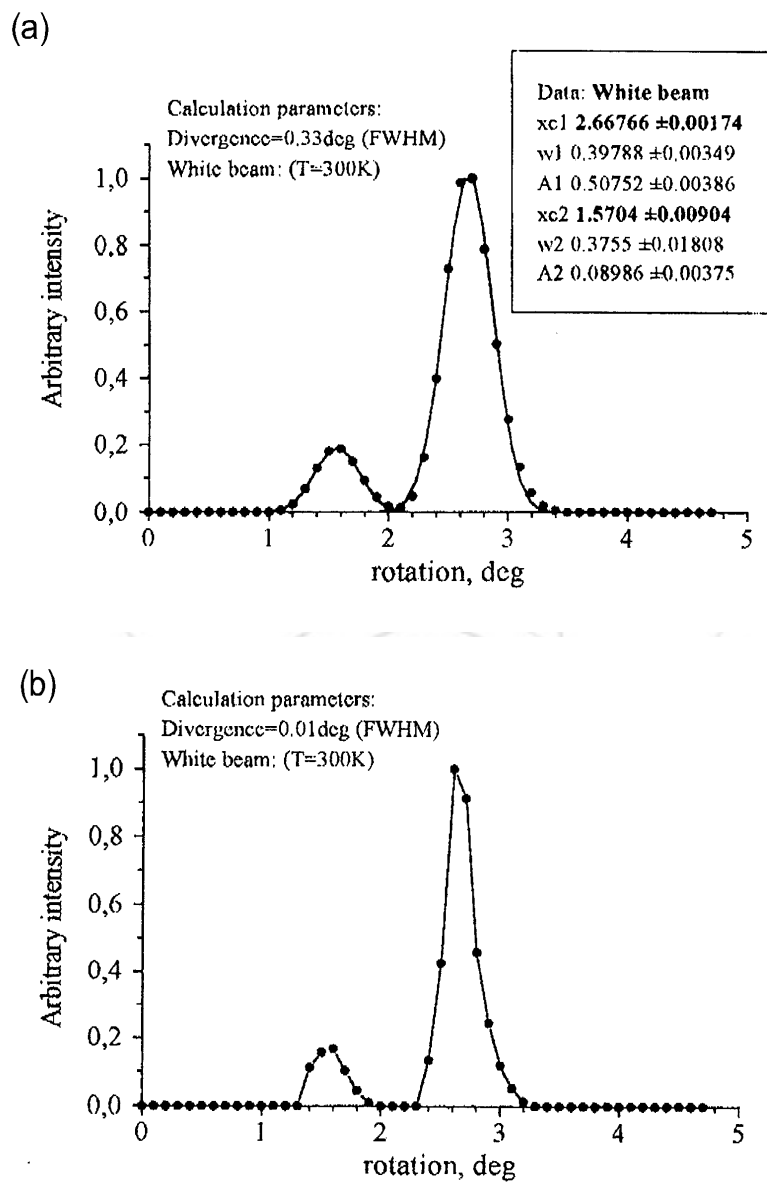 (a)
Calculation parameters:
Divergence=0.33deg (FWHM)
White beam: (T=300K)
Data: White beam
xc1 2.66766 ±0.00174
w1 0.39788 ±0.00349
A1 0.50752 ±0.00386
xc2 1.5704 ±0.00904
w2 0.3755 ±0.01808
A2 0.08986 ±0.00375
Arbitrary intensity
1,0
0,8
0,6
0,4
0,2
0,0
0 1 2 3 4 5
rotation, deg
(b)
Calculation parameters:
Divergence=0.01deg (FWHM)
White beam: (T=300K)
Arbitrary intensity
1,0
0,8
0,6
0,4
0,2
0,0
0 1 2 3 4 5
rotation, deg